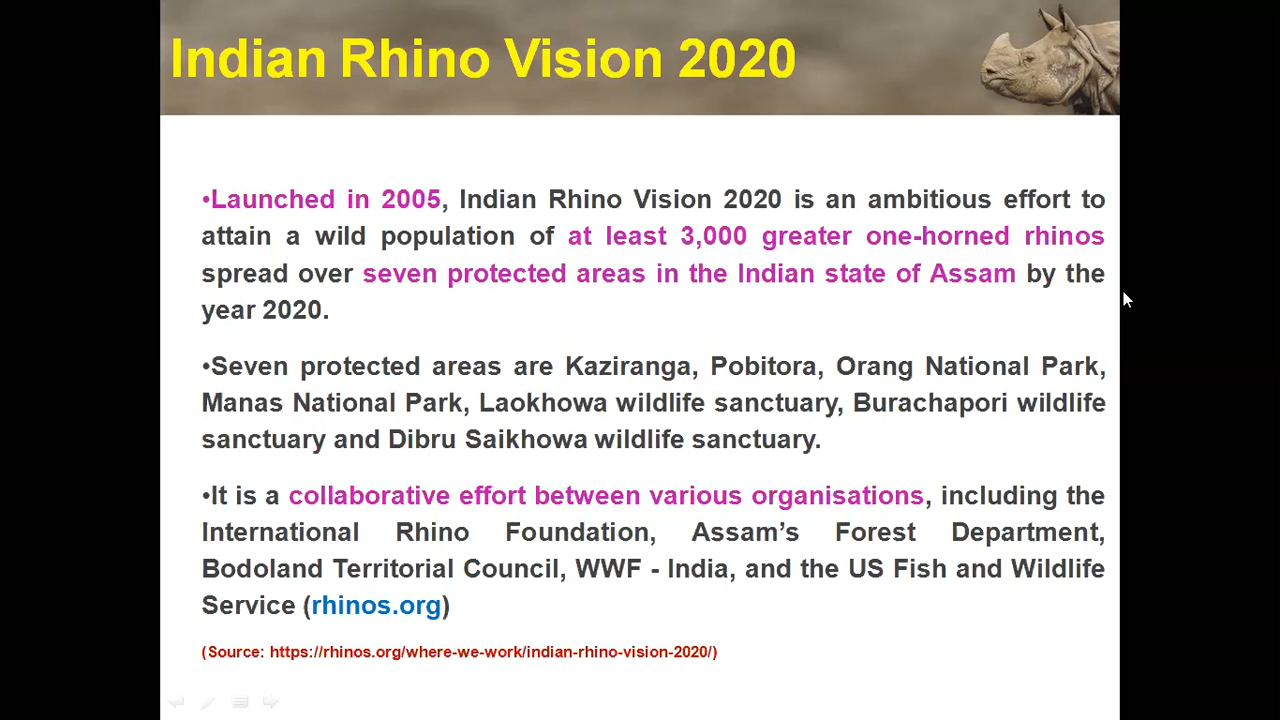 Indian Rhino Vision 2020
•Launched in 2005, Indian Rhino Vision 2020 is an ambitious effort to
attain a wild population of at least 3,000 greater one-horned rhinos
spread over seven protected areas in the Indian state of Assam by the
year 2020.
•Seven protected areas are Kaziranga, Pobitora, Orang National Park,
Manas National Park, Laokhowa wildlife sanctuary, Burachapori wildlife
sanctuary and Dibru Saikhowa wildlife sanctuary.
•It is a collaborative effort between various organisations, including the
International Rhino Foundation, Assam’s Forest Department,
Bodoland Territorial Council, WWF - India, and the US Fish and Wildlife
Service (rhinos.org)
(Source: https://rhinos.org/where-we-work/indian-rhino-vision-2020/)